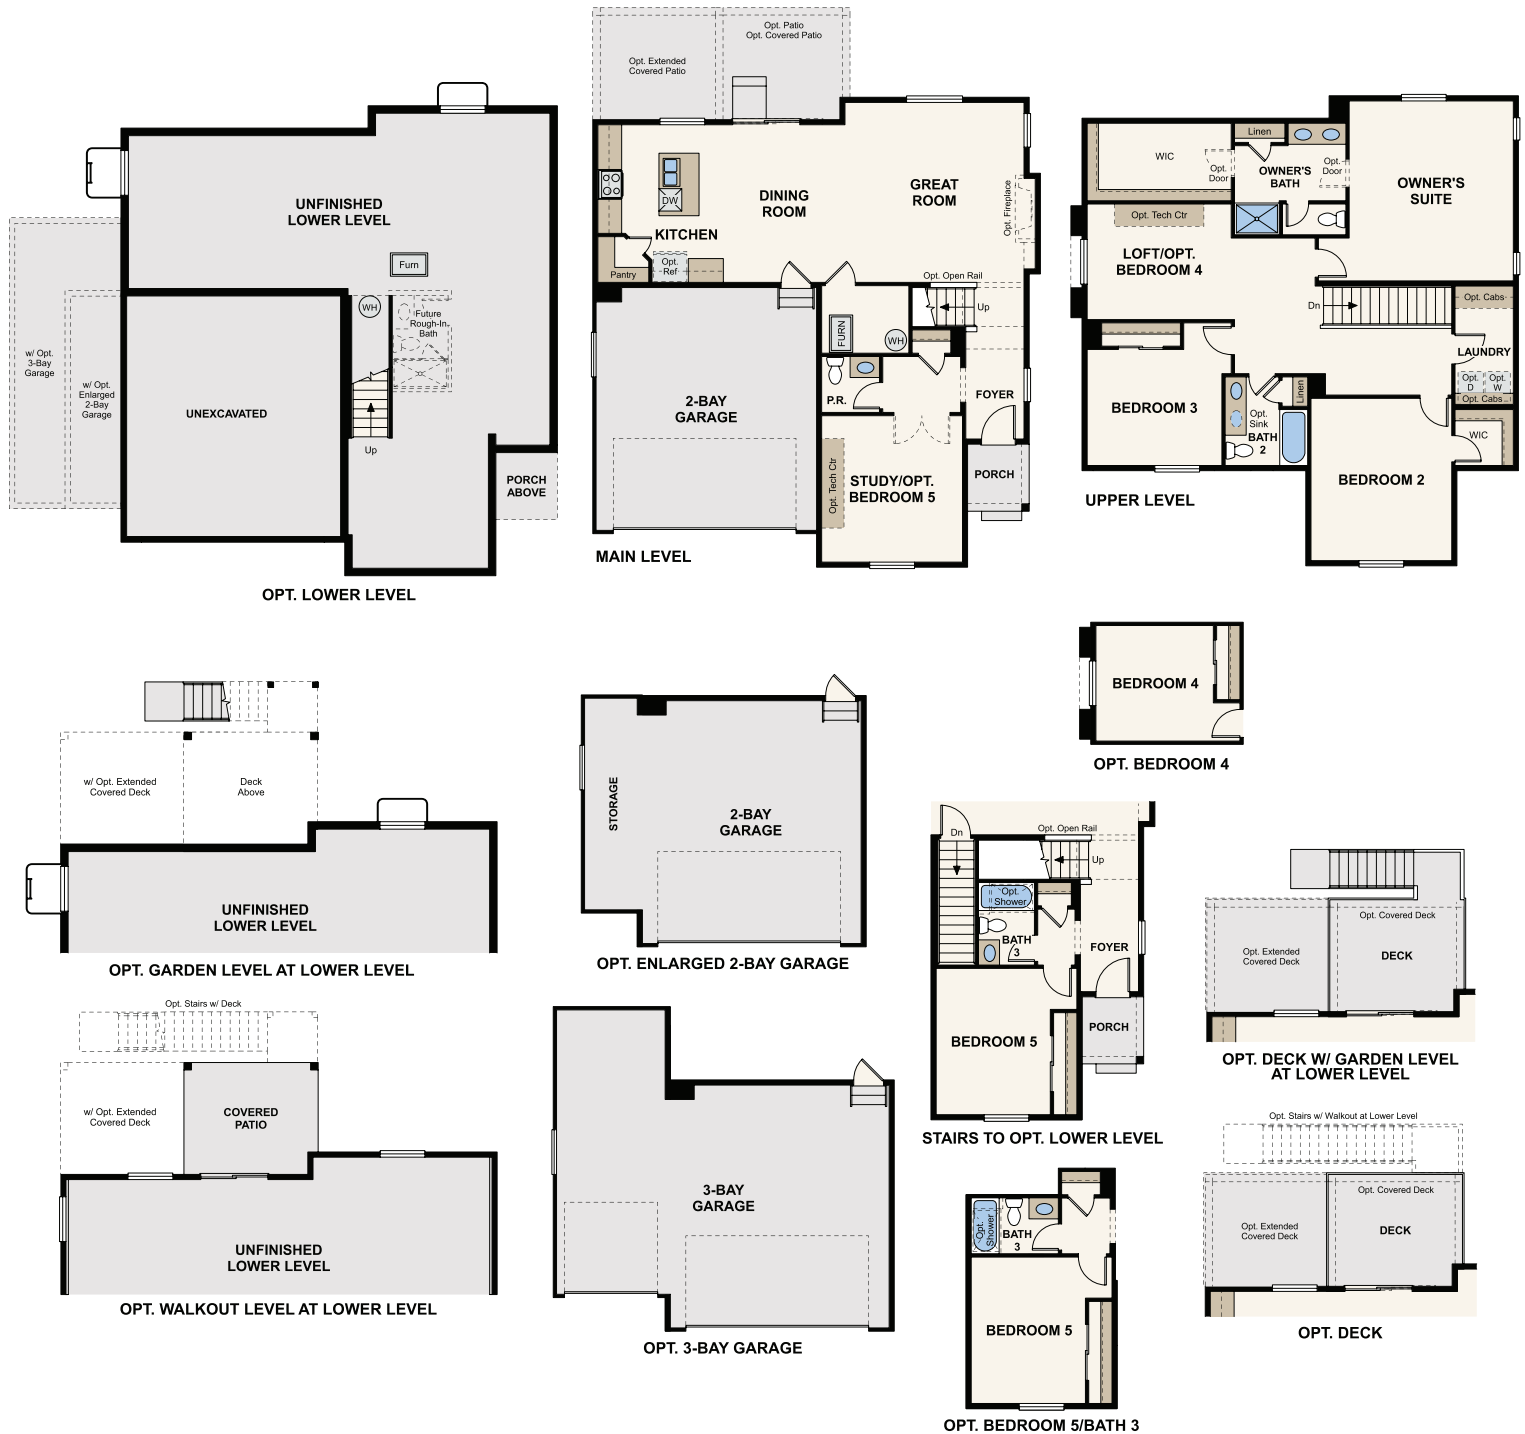 UNFINISHED
LOWER LEVEL
Furn
WH
Future
Rough-In
Bath
w/ Opt.
3-Bay
Garage
w/ Opt.
Enlarged
2-Bay
Garage
UNEXCAVATED
Up
PORCH
ABOVE
OPT. LOWER LEVEL
Opt. Patio
Opt. Covered Patio
Opt. Extended
Covered Patio
DW
KITCHEN
DINING
ROOM
GREAT
ROOM
Opt. Fireplace
Pantry
Opt.
Ref
Opt. Open Rail
Up
FURN
WH
P.R.
2-BAY
GARAGE
FOYER
Opt. Tech Ctr
STUDY/OPT.
BEDROOM 5
PORCH
MAIN LEVEL
WIC
Linen
Opt.
Door
OWNER'S
BATH
Opt.
Door
OWNER'S
SUITE
Opt. Tech Ctr
LOFT/OPT.
BEDROOM 4
Dn
Opt. Cabs
LAUNDRY
Opt.
D
Opt.
W
Opt. Cabs
BEDROOM 3
Linen
Opt.
Sink
BATH
2
WIC
BEDROOM 2
UPPER LEVEL
BEDROOM 4
OPT. BEDROOM 4
w/ Opt. Extended
Covered Deck
Deck
Above
UNFINISHED
LOWER LEVEL
OPT. GARDEN LEVEL AT LOWER LEVEL
STORAGE
2-BAY
GARAGE
OPT. ENLARGED 2-BAY GARAGE
Dn
Opt. Open Rail
Up
Opt.
Shower
BATH
3
FOYER
BEDROOM 5
PORCH
STAIRS TO OPT. LOWER LEVEL
Opt. Covered Deck
Opt. Extended
Covered Deck
DECK
OPT. DECK W/ GARDEN LEVEL
AT LOWER LEVEL
Opt. Stairs w/ Deck
w/ Opt. Extended
Covered Deck
COVERED
PATIO
UNFINISHED
LOWER LEVEL
OPT. WALKOUT LEVEL AT LOWER LEVEL
3-BAY
GARAGE
OPT. 3-BAY GARAGE
Opt.
Shower
BATH
3
BEDROOM 5
OPT. BEDROOM 5/BATH 3
Opt. Stairs w/ Walkout at Lower Level
Opt. Covered Deck
Opt. Extended
Covered Deck
DECK
OPT. DECK